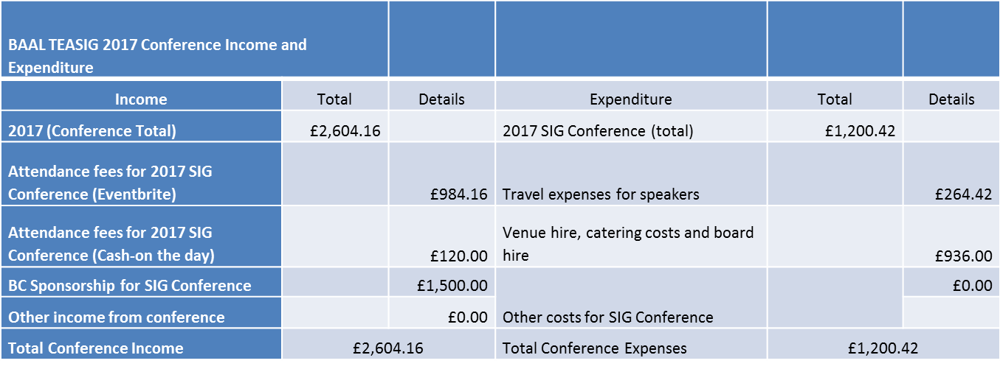 BAAL TEASIG 2017 Conference Income and
Expenditure
Income Total Details Expenditure Total Details
2017 (Conference Total) £2,604.16 2017 SIG Conference (total) £1,200.42
Attendance fees for 2017 SIG
Conference (Eventbrite) £984.16 Travel expenses for speakers £264.42
Attendance fees for 2017 SIG Venue hire, catering costs and board
Conference (Cash-on the day) £120.00 hire £936.00
BC Sponsorship for SIG Conference £1,500.00 £0.00
Other income from conference £0.00 Other costs for SIG Conference
Total Conference Income £2,604.16 Total Conference Expenses £1,200.42